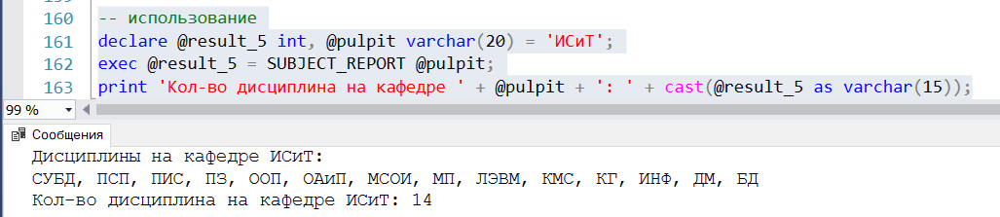 160 -- использование
161 declare @result_5 int, @pulpit varchar(20) = 'ИСиТ';
162 exec @result_5 = SUBJECT_REPORT @pulpit;
163 print 'Кол-во дисциплина на кафедре ' + @pulpit + ': ' + cast(@result_5 as varchar(15));
99 %
Сообщения
Дисциплины на кафедре ИСиТ:
СУБД, ПСП, ПИС, ПЗ, ООП, ОАиП, МСОИ, МП, ЛЭВМ, КМС, КГ, ИНФ, ДМ, БД
Кол-во дисциплина на кафедре ИСиТ: 14